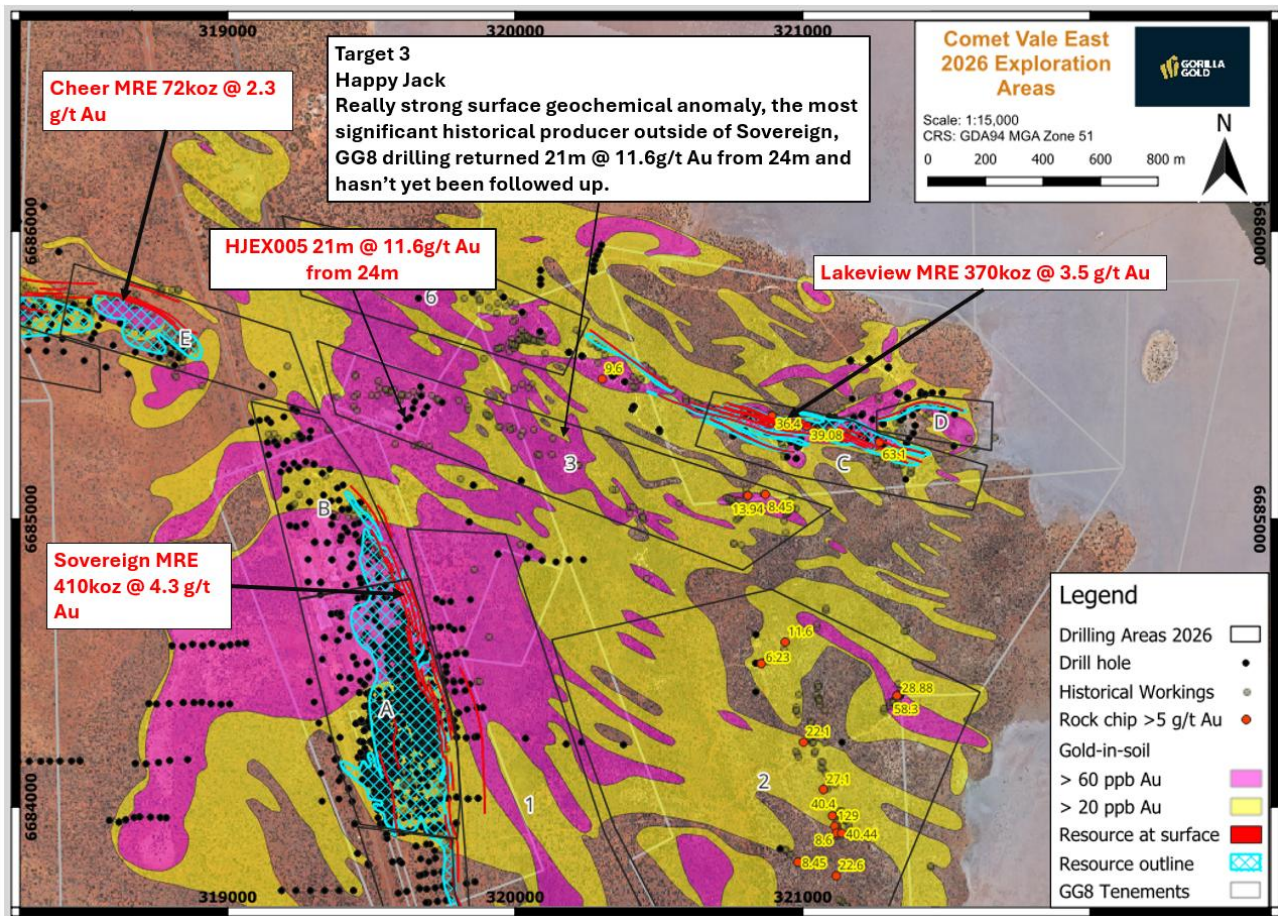 319000
320000
321000
Cheer MRE 72koz @ 2.3
g/t Au
Target 3
Happy Jack
Really strong surface geochemical anomaly, the most
significant historical producer outside of Sovereign,
GG8 drilling returned 21m @ 11.6g/t Au from 24m and
hasn't yet been followed up.
Comet Vale East
2026 Exploration
Areas
GORILLA
GOLD
Scale: 1:15,000
CRS: GDA94 MGA Zone 51
0 200 400 600 800 m
N
6686000
6686000
HJEX005 21m @ 11.6g/t Au
from 24m
Lakeview MRE 370koz @ 3.5 g/t Au
6
E
9.6
36.4
39.08
63.1
D
C
3
13.94
8.45
B
6685000
6685000
Sovereign MRE
410koz @ 4.3 g/t
Au
A
11.6
6.23
28.88
58.3
22.1
27.1
2
1
40.4
129
8.6
40.44
8.45
22.6
6684000
Legend
Drilling Areas 2026
Drill hole
Historical Workings
Rock chip >5 g/t Au
Gold-in-soil
> 60 ppb Au
> 20 ppb Au
Resource at surface
Resource outline
GG8 Tenements
319000
320000
321000